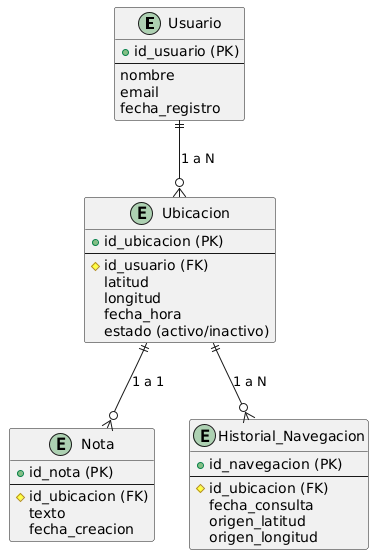 E Usuario
id_usuario (PK)
nombre
email
fecha_registro
1 a N
E Ubicacion
id_ubicacion (PK)
id_usuario (FK)
latitud
longitud
fecha_hora
estado (activo/inactivo)
1 a 1
1 a N
E Nota
id_nota (PK)
id_ubicacion (FK)
texto
fecha_creacion
E Historial_Navegacion
id_navegacion (PK)
id_ubicacion (FK)
fecha_consulta
origen_latitud
origen_longitud